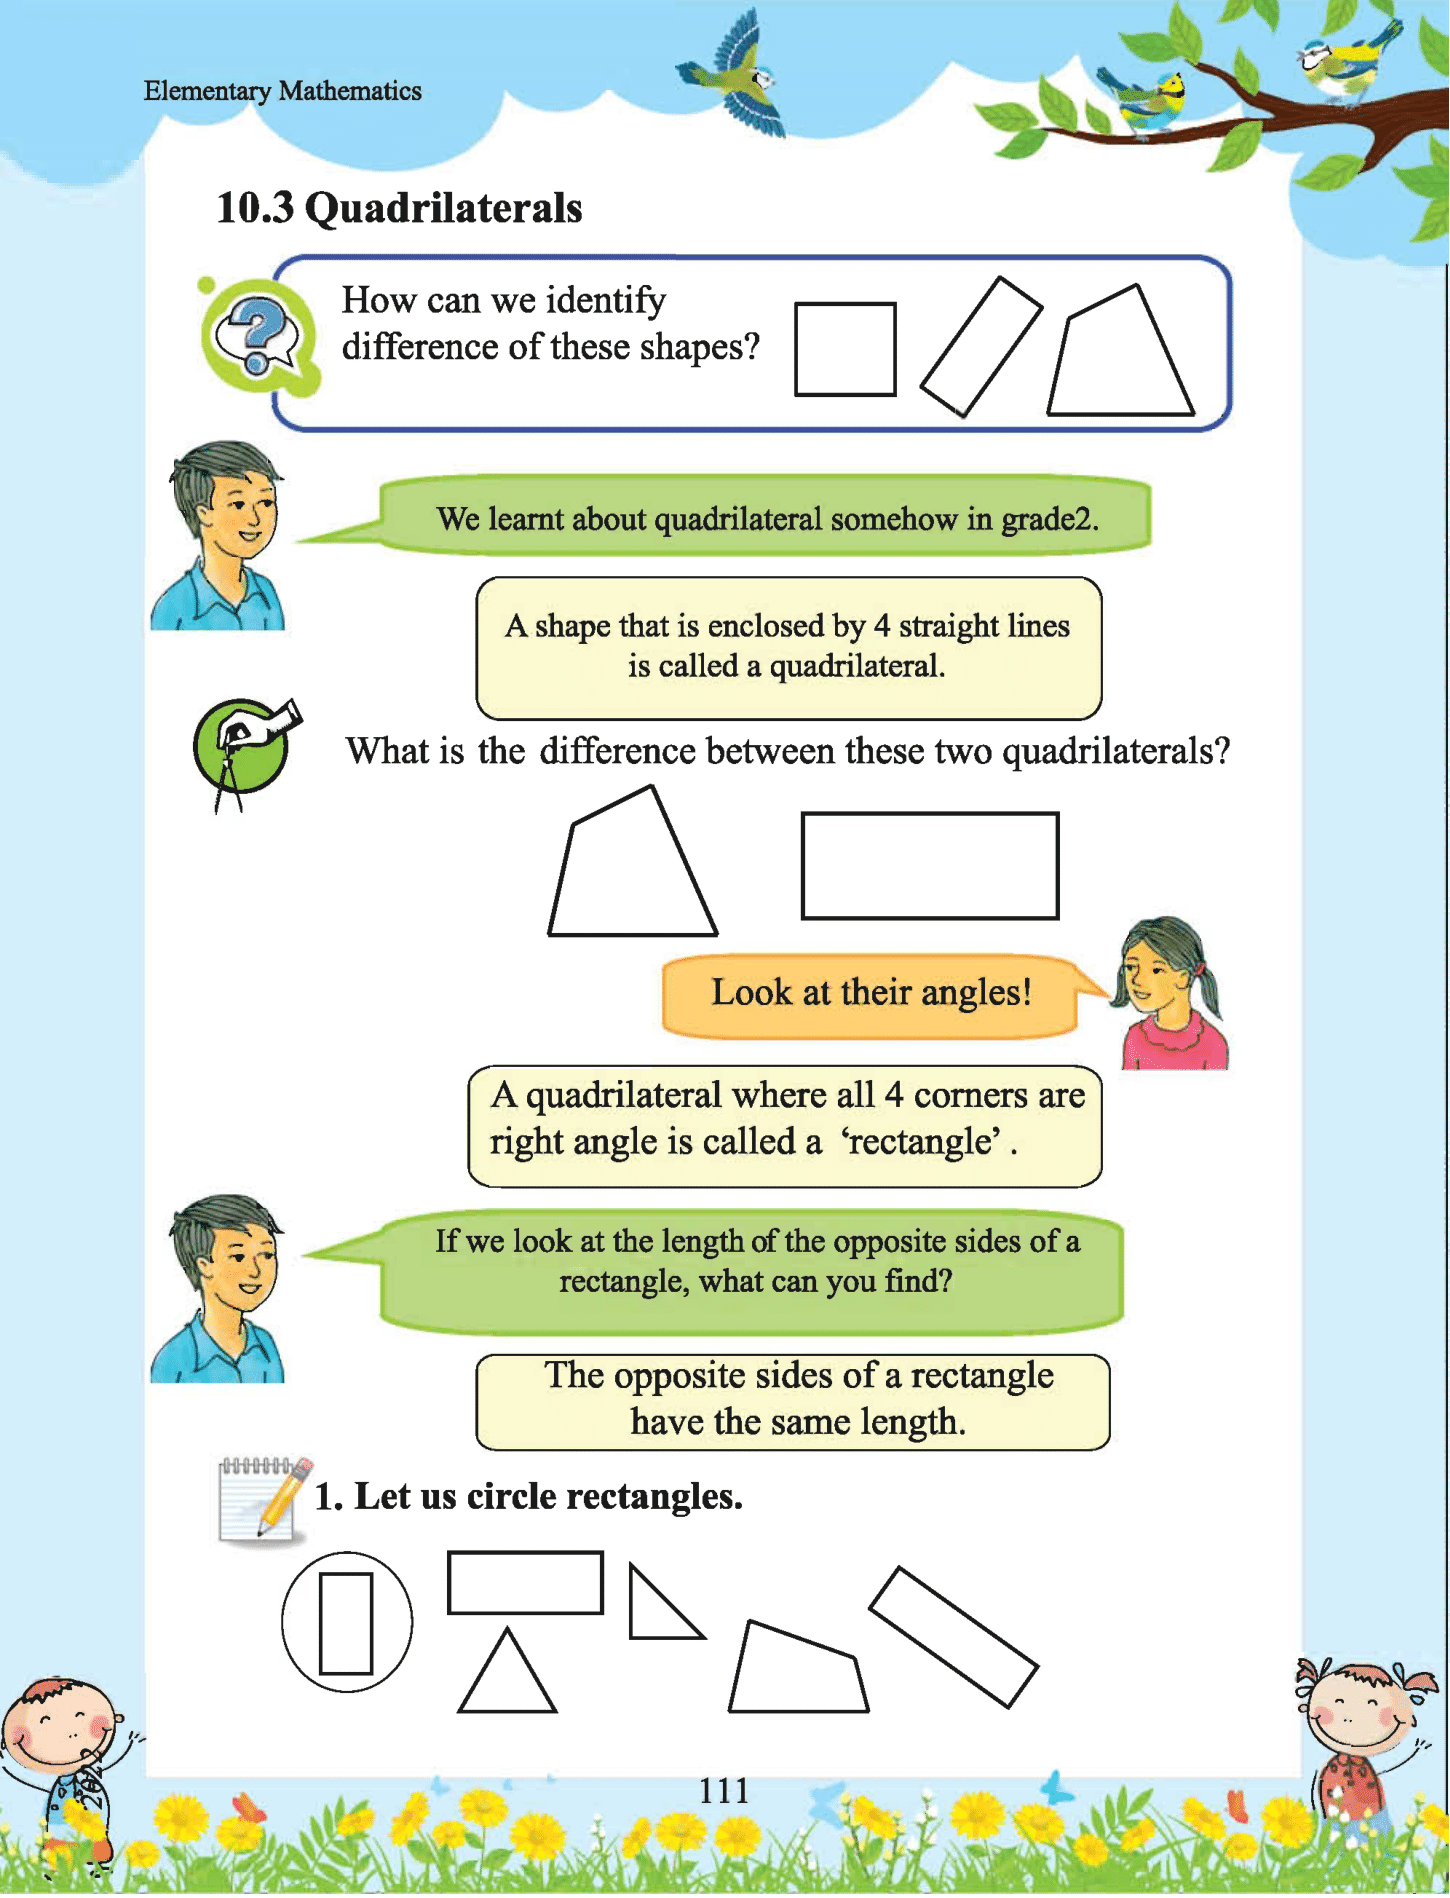 Elementary Mathematics
10.3 Quadrilaterals
How can we identify
difference of these shapes?
We learnt about quadrilateral somehow in grade2.
A shape that is enclosed by 4 straight lines
is called a quadrilateral.
What is the difference between these two quadrilaterals?
Look at their angles!
A quadrilateral where all 4 corners are
right angle is called a ‘rectangle’ .
If we look at the length of the opposite sides of a
rectangle, what can you find?
The opposite sides of a rectangle
have the same length.
1. Let us circle rectangles.
111
2022